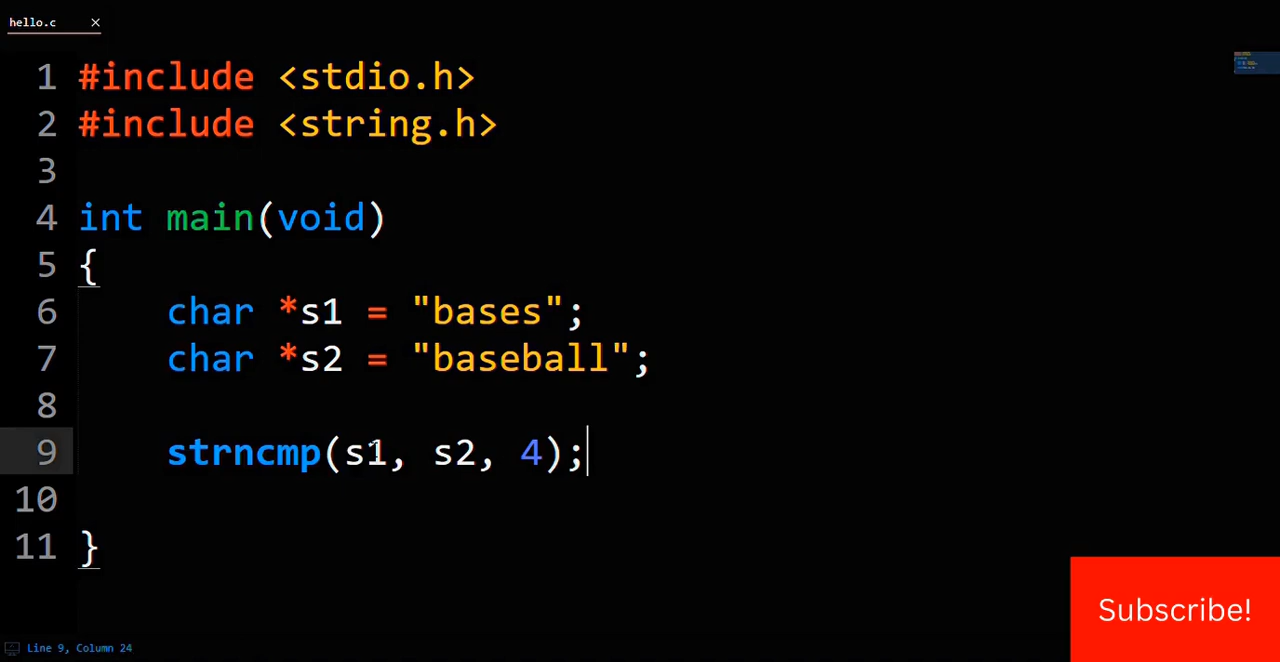 hello.c ×
1 #include <stdio.h>
2 #include <string.h>
3
4 int main(void)
5 {
6 char *s1 = "bases";
7 char *s2 = "baseball";
8
9 strncmp(s1, s2, 4);
10
11 }
Subscribe!
Line 9, Column 24